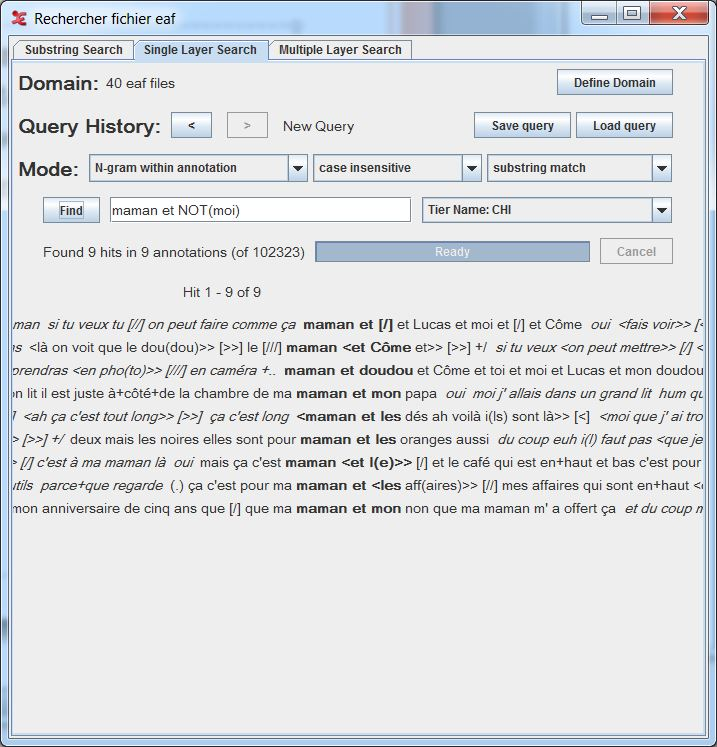 Rechercher fichier eaf
Substring Search Single Layer Search Multiple Layer Search
Domain: 40 eaf files Define Domain
Query History: < > New Query Save query Load query
Mode: N-gram within annotation case insensitive substring match
Find maman et NOT(moi) Tier Name: CHI
Found 9 hits in 9 annotations (of 102323) Ready Cancel
Hit 1 - 9 of 9
man si tu veux tu [//] on peut faire comme ça maman et [/] et Lucas et moi et [/] et Côme oui <fais voir>> [<
s <là on voit que le dou(dou)>> [>>] le [///] maman <et Côme et>> [>>] +/ si tu veux <on peut mettre>> [/] <
prendras <en pho(to)>> [///] en caméra +.. maman et doudou et Côme et toi et moi et Lucas et mon doudou
n lit il est juste à+côté+de la chambre de ma maman et mon papa oui moi j' allais dans un grand lit hum qu
] <ah ça c'est tout long>> [>>] ça c'est long <maman et les dés ah voilà i(ls) sont là>> [<] <moi que j' ai tro
> [>>] +/ deux mais les noires elles sont pour maman et les oranges aussi du coup euh i(l) faut pas <que je
> [/] c'est à ma maman là oui mais ça c'est maman <et l(e)>> [/] et le café qui est en+haut et bas c'est pour
utils parce+que regarde (.) ça c'est pour ma maman et <les aff(aires)>> [//] mes affaires qui sont en+haut <
mon anniversaire de cinq ans que [/] que ma maman et mon non que ma maman m' a offert ça et du coup m